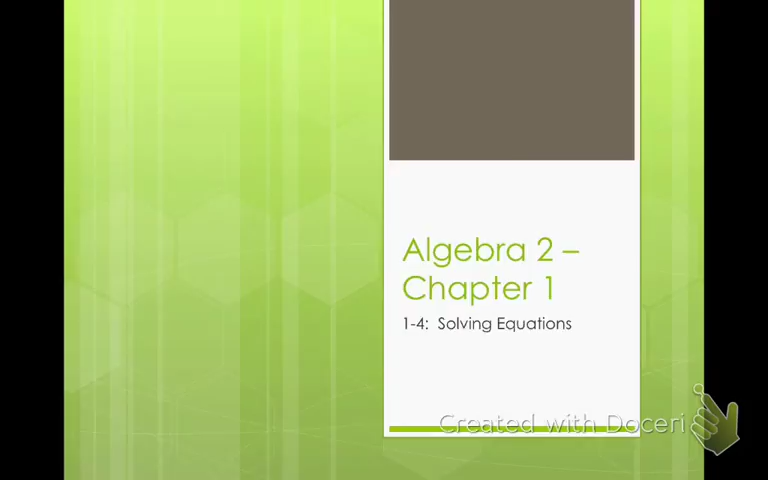 Algebra 2 –
Chapter 1
1-4:  Solving Equations
Created with Doceri